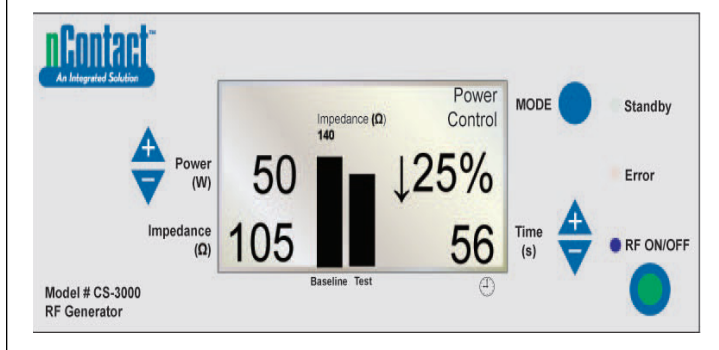 nContact™
An Integrated Solution
Power
Control
Impedance (Ω)
140
MODE
Standby
+
-
Power
(W)
50
↓25%
Error
Impedance
(Ω)
105
56
Time
(s)
+
-
RF ON/OFF
Baseline Test
Model # CS-3000
RF Generator